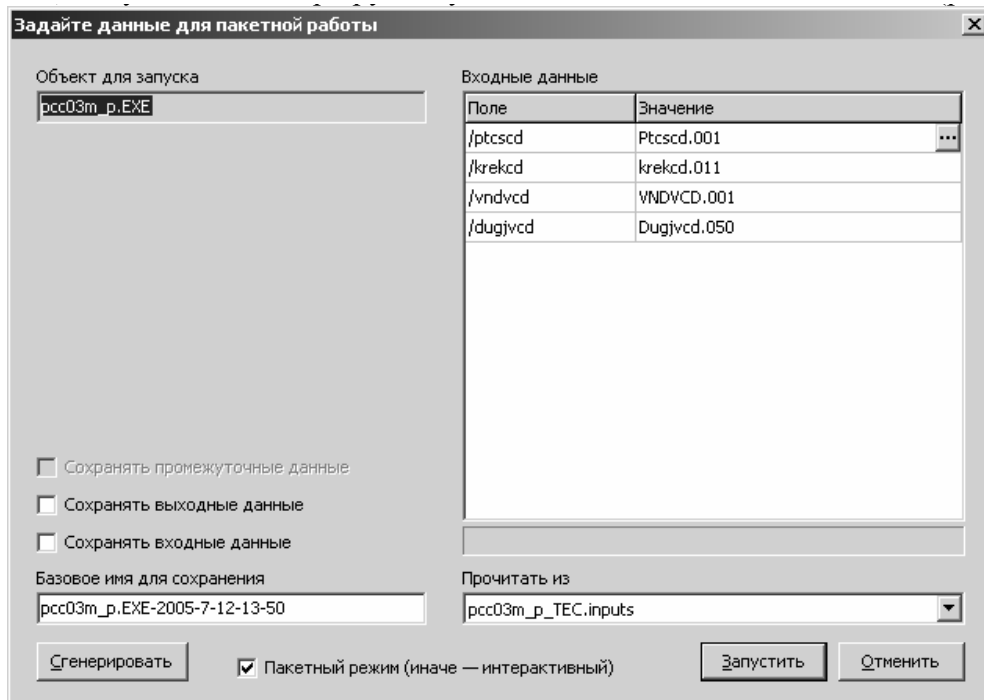 Задайте данные для пакетной работы
Объект для запуска
pcc03m_p.EXE
Входные данные
Поле Значение
/ptcscd Ptcscd.001 ...
/krekcd krekcd.011
/vndvcd VNDVCD.001
/dugjvcd Dugjvcd.050
Сохранять промежуточные данные
Сохранять выходные данные
Сохранять входные данные
Базовое имя для сохранения
pcc03m_p.EXE-2005-7-12-13-50
Прочитать из
pcc03m_p_TEC.inputs
Сгенерировать
Пакетный режим (иначе — интерактивный)
Запустить
Отменить